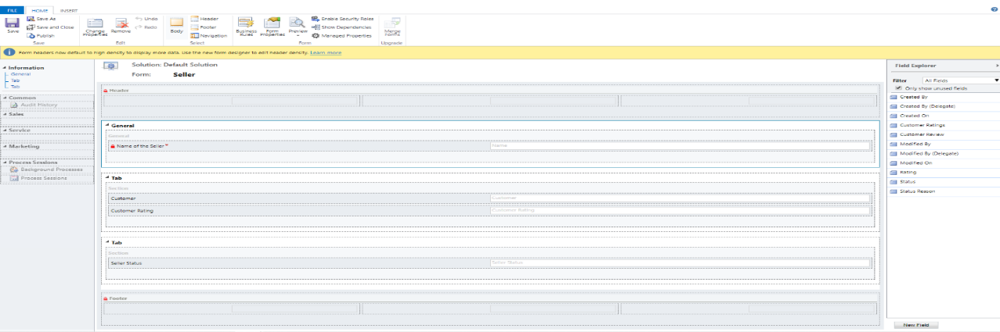 FILE HOME INSERT
Save
Save As
Save and Close
Publish
Save
Change Properties
Remove
Undo
Redo
Edit
Body
Header
Footer
Navigation
Select
Business Rules
Form Properties
Preview
Enable Security Roles
Show Dependencies
Managed Properties
Form
Merge Forms
Upgrade
Form headers now default to high density to display more data. Use the new form designer to edit header density. Learn more
Information
General
Tab
Tab
Common
Audit History
Sales
Service
Marketing
Process Sessions
Background Processes
Process Sessions
Solution: Default Solution
Form: Seller
Header
General
General
Name of the Seller * Name
Tab
Section
Customer Customer
Customer Rating Customer Rating
Tab
Section
Seller Status Seller Status
Footer
Field Explorer
Filter All Fields
Only show unused fields
Created By
Created By (Delegate)
Created On
Customer Ratings
Customer Review
Modified By
Modified By (Delegate)
Modified On
Rating
Status
Status Reason
New Field